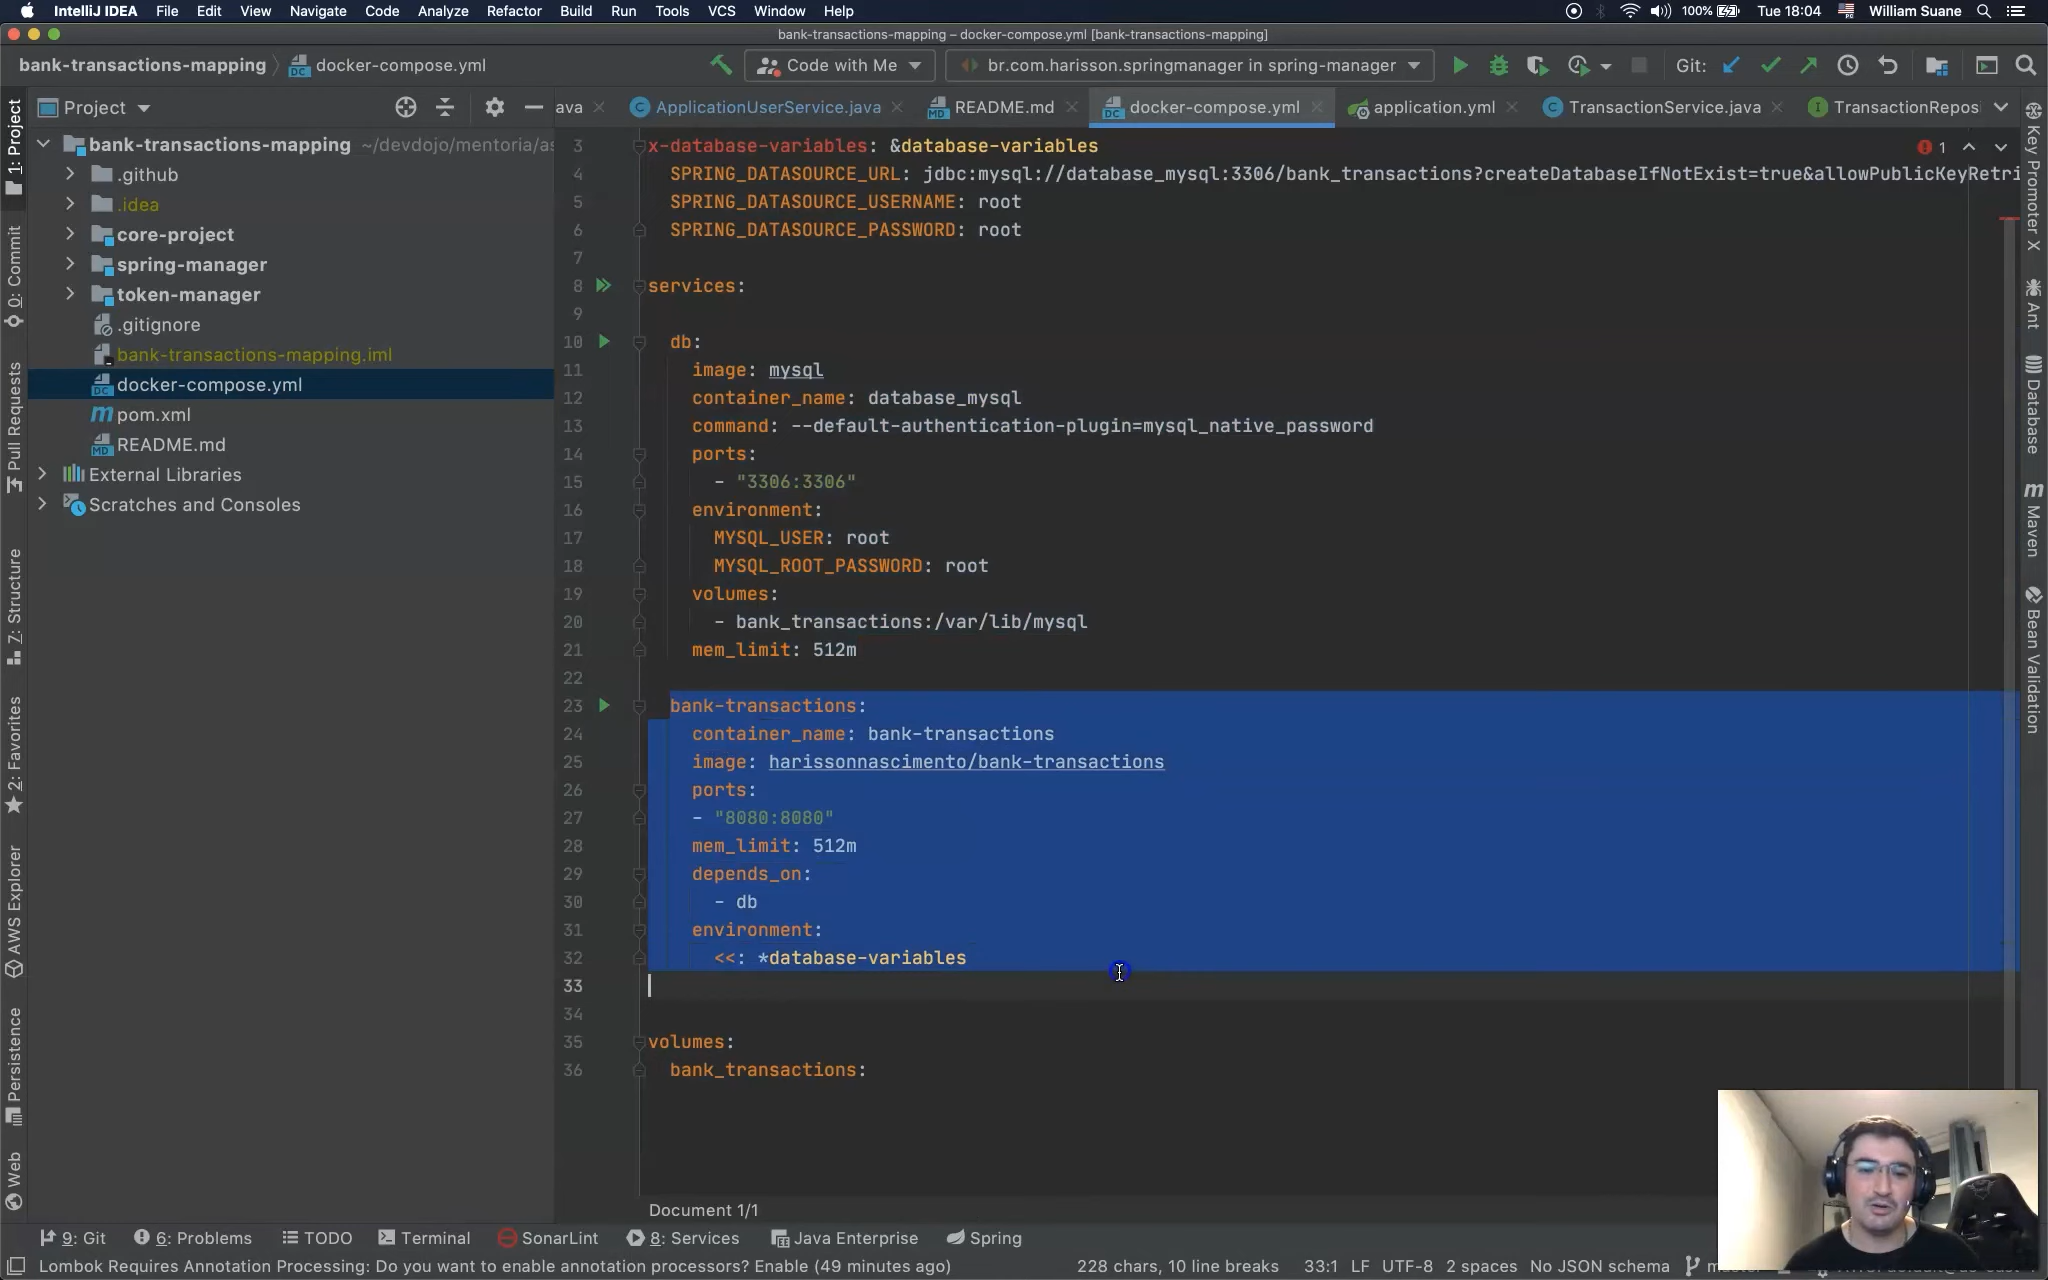 IntelliJ IDEA File Edit View Navigate Code Analyze Refactor Build Run Tools VCS Window Help 100% Tue 18:04 William Suane
bank-transactions-mapping – docker-compose.yml [bank-transactions-mapping]
bank-transactions-mapping docker-compose.yml Code with Me br.com.harisson.springmanager in spring-manager Git:
Project ava ApplicationUserService.java README.md docker-compose.yml application.yml TransactionService.java TransactionRepos
bank-transactions-mapping ~/devdojo/mentoria/as
.github
.idea
core-project
spring-manager
token-manager
.gitignore
bank-transactions-mapping.iml
docker-compose.yml
pom.xml
README.md
External Libraries
Scratches and Consoles
1: Project
0: Commit
Pull Requests
7: Structure
2: Favorites
AWS Explorer
Persistence
Web
3 x-database-variables: &database-variables
4 SPRING_DATASOURCE_URL: jdbc:mysql://database_mysql:3306/bank_transactions?createDatabaseIfNotExist=true&allowPublicKeyRetri
5 SPRING_DATASOURCE_USERNAME: root
6 SPRING_DATASOURCE_PASSWORD: root
7
8 services:
9
10 db:
11 image: mysql
12 container_name: database_mysql
13 command: --default-authentication-plugin=mysql_native_password
14 ports:
15 - "3306:3306"
16 environment:
17 MYSQL_USER: root
18 MYSQL_ROOT_PASSWORD: root
19 volumes:
20 - bank_transactions:/var/lib/mysql
21 mem_limit: 512m
22
23 bank-transactions:
24 container_name: bank-transactions
25 image: harissonnascimento/bank-transactions
26 ports:
27 - "8080:8080"
28 mem_limit: 512m
29 depends_on:
30 - db
31 environment:
32 <<: *database-variables
33
34
35 volumes:
36 bank_transactions:
1
Key Promoter X
Ant
Database
Maven
Bean Validation
Document 1/1
9: Git 6: Problems TODO Terminal SonarLint 8: Services Java Enterprise Spring
Lombok Requires Annotation Processing: Do you want to enable annotation processors? Enable (49 minutes ago) 228 chars, 10 line breaks 33:1 LF UTF-8 2 spaces No JSON schema